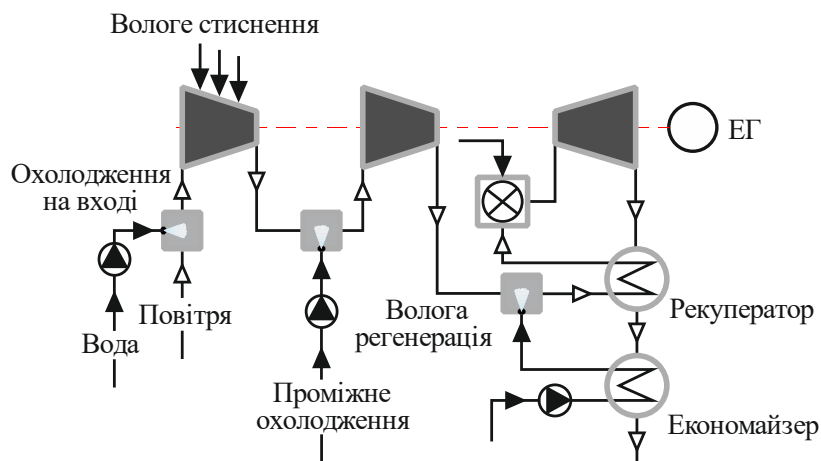 Вологе стиснення
ЕГ
Охолодження
на вході
Повітря
Вода
Волога
регенерація
Рекуператор
Проміжне
охолодження
Економайзер